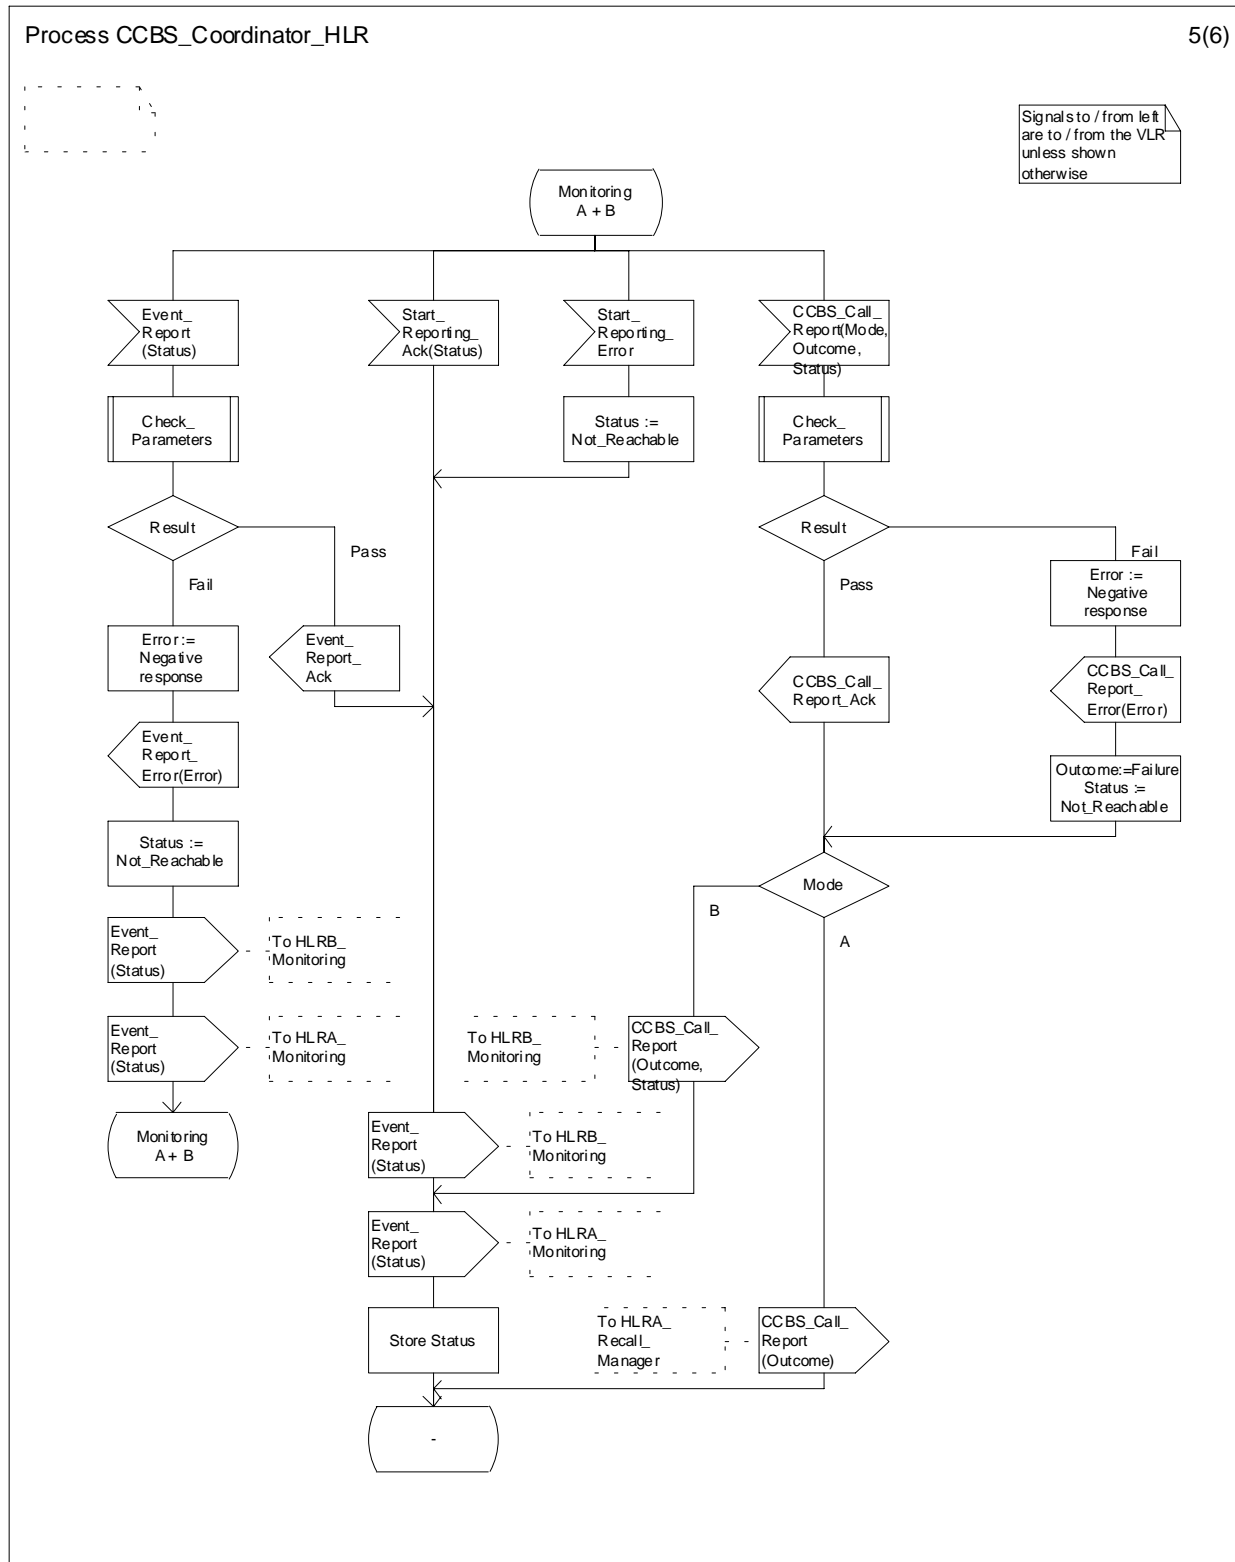 Process CCBS_Coordinator_HLR
5(6)
Signals to / from left
are to / from the VLR
unless shown
otherwise
Monitoring
A + B
Event_
Report
(Status)
Start_
Reporting_
Ack(Status)
Start_
Reporting_
Error
CCBS_Call_
Report(Mode,
Outcome,
Status)
Check_
Parameters
Status :=
Not_Reachable
Check_
Parameters
Result
Pass
Fail
Result
Fail
Pass
Error :=
Negative
response
Error :=
Negative
response
Event_
Report_
Ack
CCBS_Call_
Report_Ack
CCBS_Call_
Report_
Error(Error)
Event_
Report_
Error(Error)
Outcome:=Failure
Status :=
Not_Reachable
Status :=
Not_Reachable
Mode
B
A
Event_
Report
(Status)
To HLRB_
Monitoring
Event_
Report
(Status)
To HLRA_
Monitoring
To HLRB_
Monitoring
CCBS_Call_
Report
(Outcome,
Status)
Monitoring
A + B
Event_
Report
(Status)
To HLRB_
Monitoring
Event_
Report
(Status)
To HLRA_
Monitoring
Store Status
To HLRA_
Recall_
Manager
CCBS_Call_
Report
(Outcome)
-